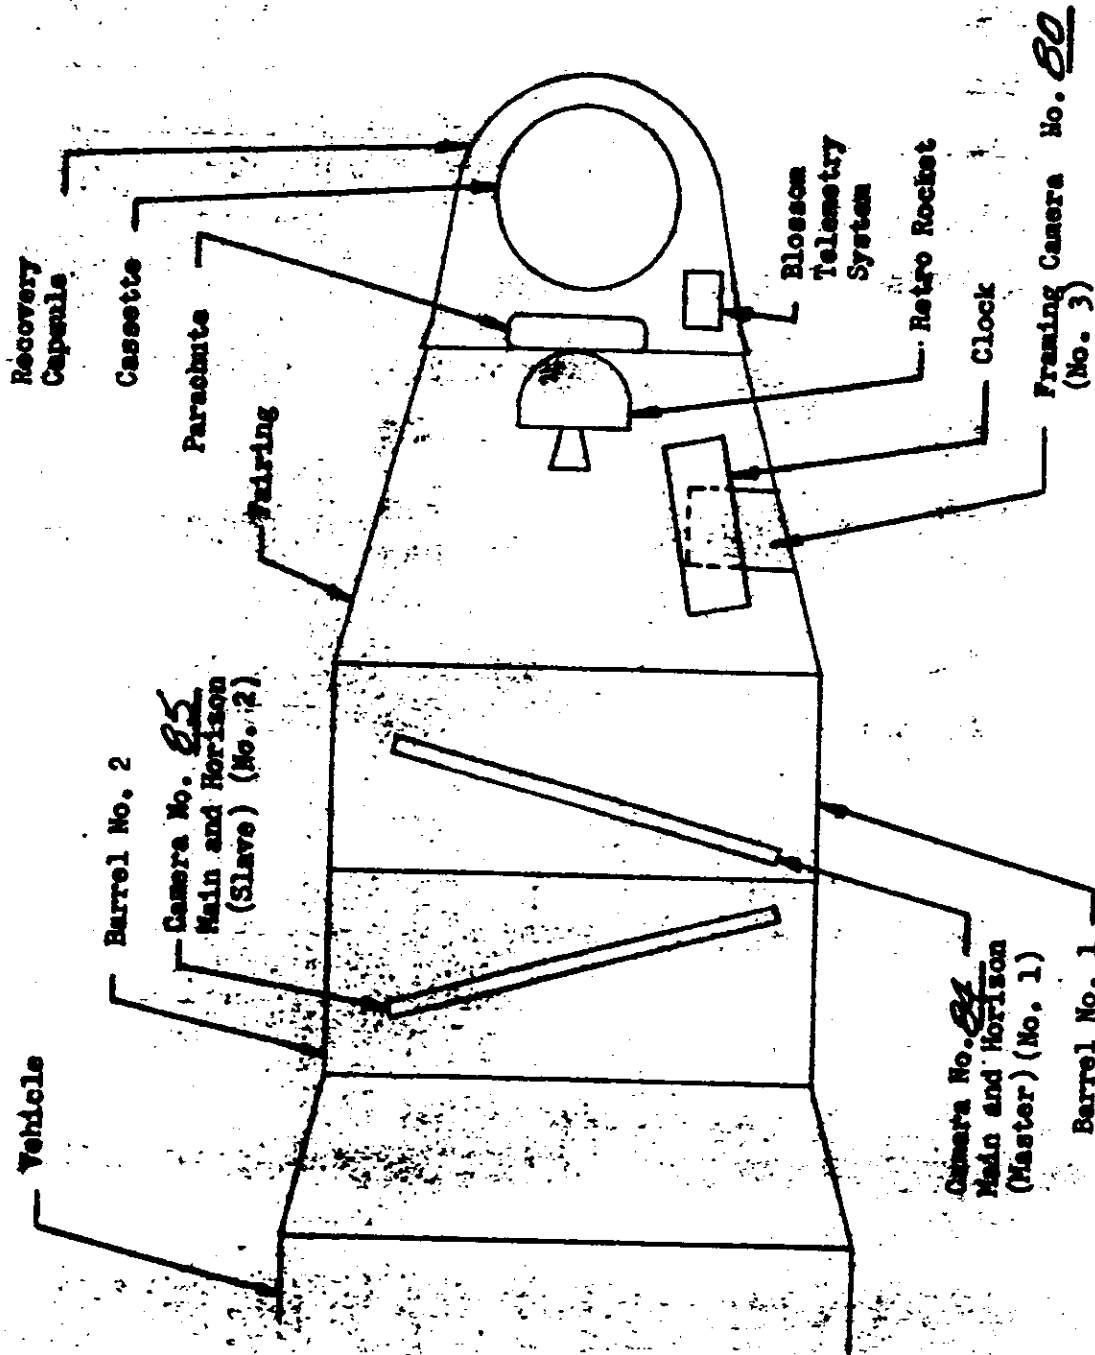 Recovery
Capsule
Cassette
Parachute
Fairing
Barrel No. 2
Camera No. 85
Main and Horizon
(Slave) (No. 2)
Vehicle
Blossom
Telemetry
System
Retro Rocket
Clock
Framing Camera No. 80
(No. 3)
Camera No. 84
Main and Horizon
(Master)(No. 1)
Barrel No. 1